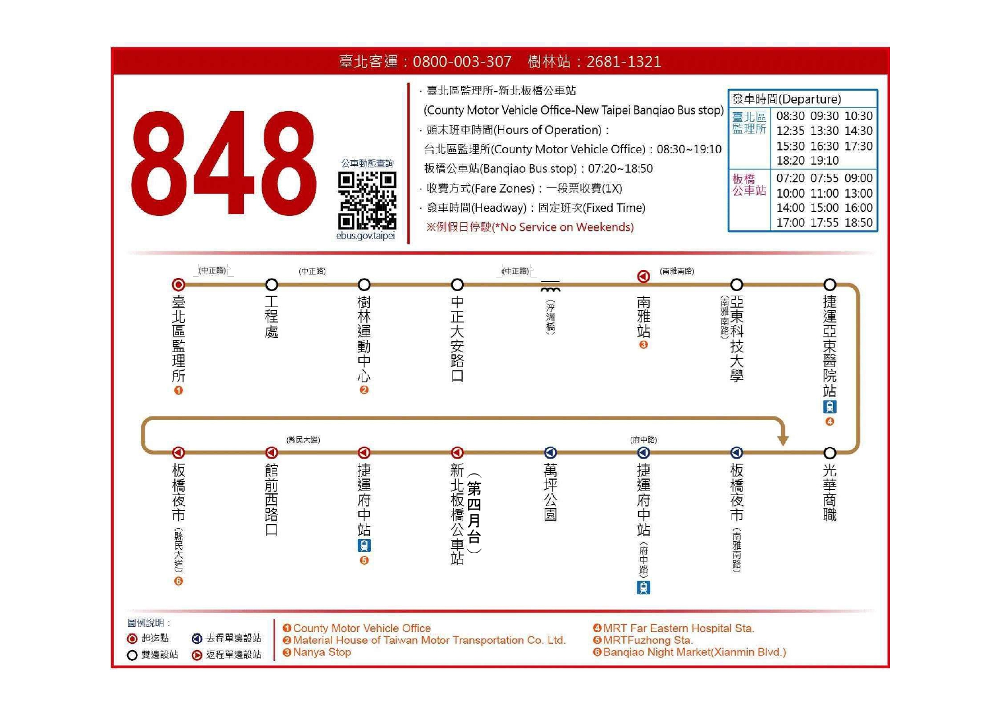 臺北客運：0800-003-307　樹林站：2681-1321
848
公車動態查詢
ebus.gov.taipei
· 臺北區監理所-新北板橋公車站
(County Motor Vehicle Office-New Taipei Banqiao Bus stop)
· 頭末班車時間(Hours of Operation)：
台北區監理所(County Motor Vehicle Office)：08:30~19:10
板橋公車站(Banqiao Bus stop)：07:20~18:50
· 收費方式(Fare Zones)：一段票收費(1X)
· 發車時間(Headway)：固定班次(Fixed Time)
※例假日停駛(*No Service on Weekends)
發車時間(Departure)
臺北區
監理所
08:30 09:30 10:30
12:35 13:30 14:30
15:30 16:30 17:30
18:20 19:10
板橋
公車站
07:20 07:55 09:00
10:00 11:00 13:00
14:00 15:00 16:00
17:00 17:55 18:50
(中正路)
(中正路)
(中正路)
(南雅南路)
臺北區監理所 1
工程處
樹林運動中心 2
中正大安路口
(浮洲橋)
南雅站 3
亞東科技大學
(南雅南路)
捷運亞東醫院站 4
(縣民大道)
(府中路)
板橋夜市(縣民大道) 6
館前西路口
捷運府中站 5
新北板橋公車站
(第四月台)
萬坪公園
捷運府中站(府中路)
板橋夜市(南雅南路)
光華商職
圖例說明：
起迄點
去程單邊設站
雙邊設站
返程單邊設站
1 County Motor Vehicle Office
2 Material House of Taiwan Motor Transportation Co. Ltd.
3 Nanya Stop
4 MRT Far Eastern Hospital Sta.
5 MRTFuzhong Sta.
6 Banqiao Night Market(Xianmin Blvd.)